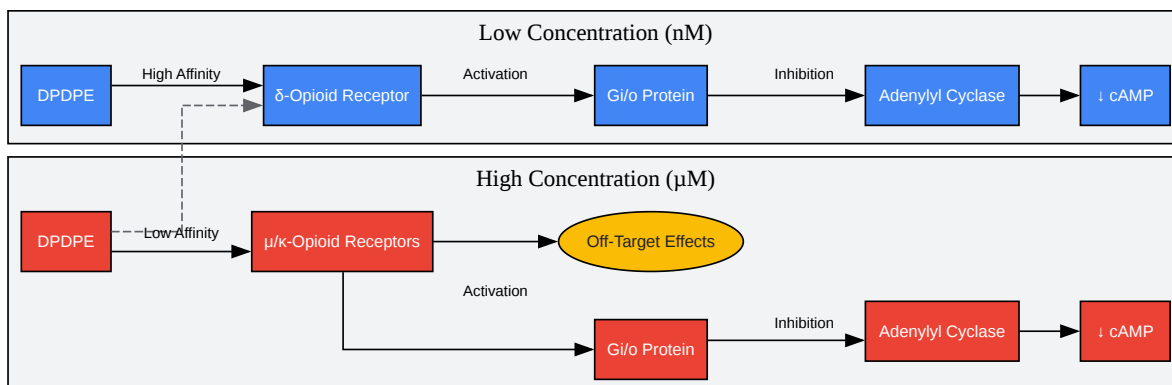 Low Concentration (nM)
High Affinity
Activation
Inhibition
DPDPE
δ-Opioid Receptor
Gi/o Protein
Adenylyl Cyclase
↓ cAMP
High Concentration (µM)
DPDPE
Low Affinity
µ/κ-Opioid Receptors
Off-Target Effects
Activation
Inhibition
Gi/o Protein
Adenylyl Cyclase
↓ cAMP